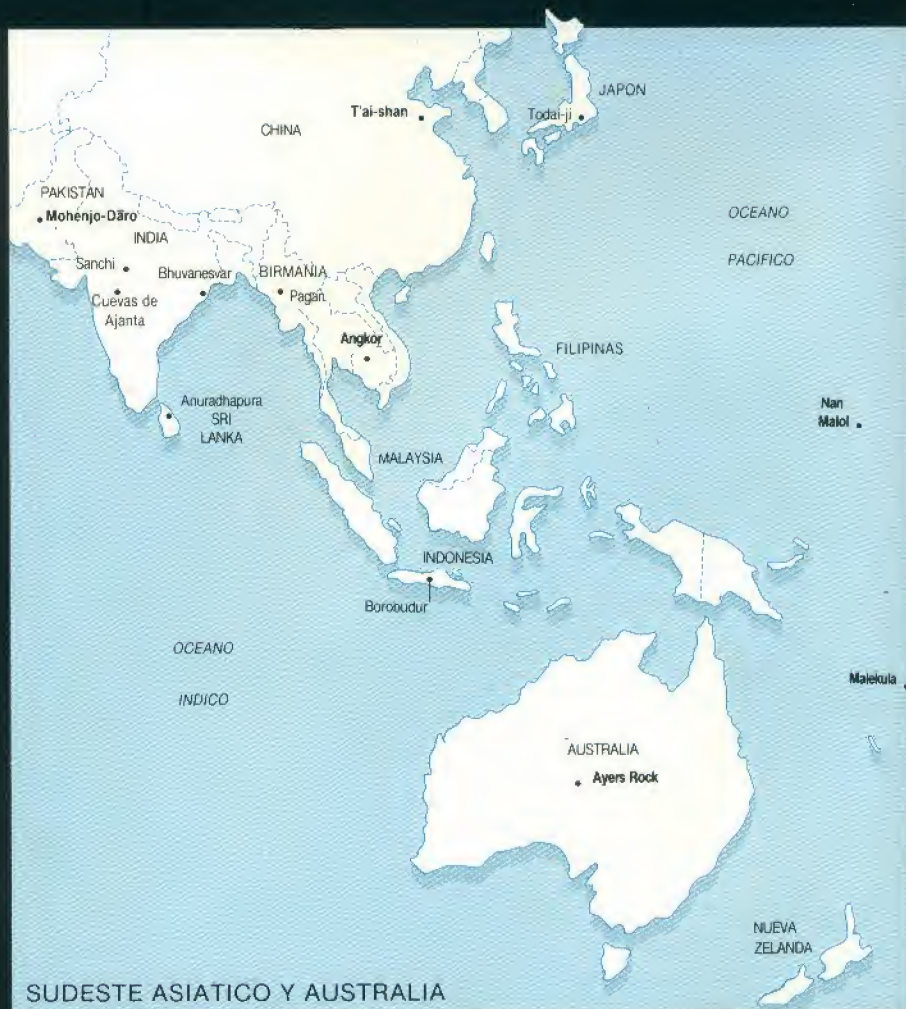 JAPON
T'ai-shan
Todai-ji
CHINA
PAKISTAN
Mohenjo-Dāro
OCEANO
PACIFICO
INDIA
Sanchi
Bhuvanesvar
BIRMANIA
Pagan
Cuevas de
Ajanta
Angkor
FILIPINAS
Anuradhapura
SRI
LANKA
Nan
Malol
MALAYSIA
INDONESIA
Borobudur
OCEANO
INDICO
Malekula
AUSTRALIA
Ayers Rock
NUEVA
ZELANDA
SUDESTE ASIATICO Y AUSTRALIA